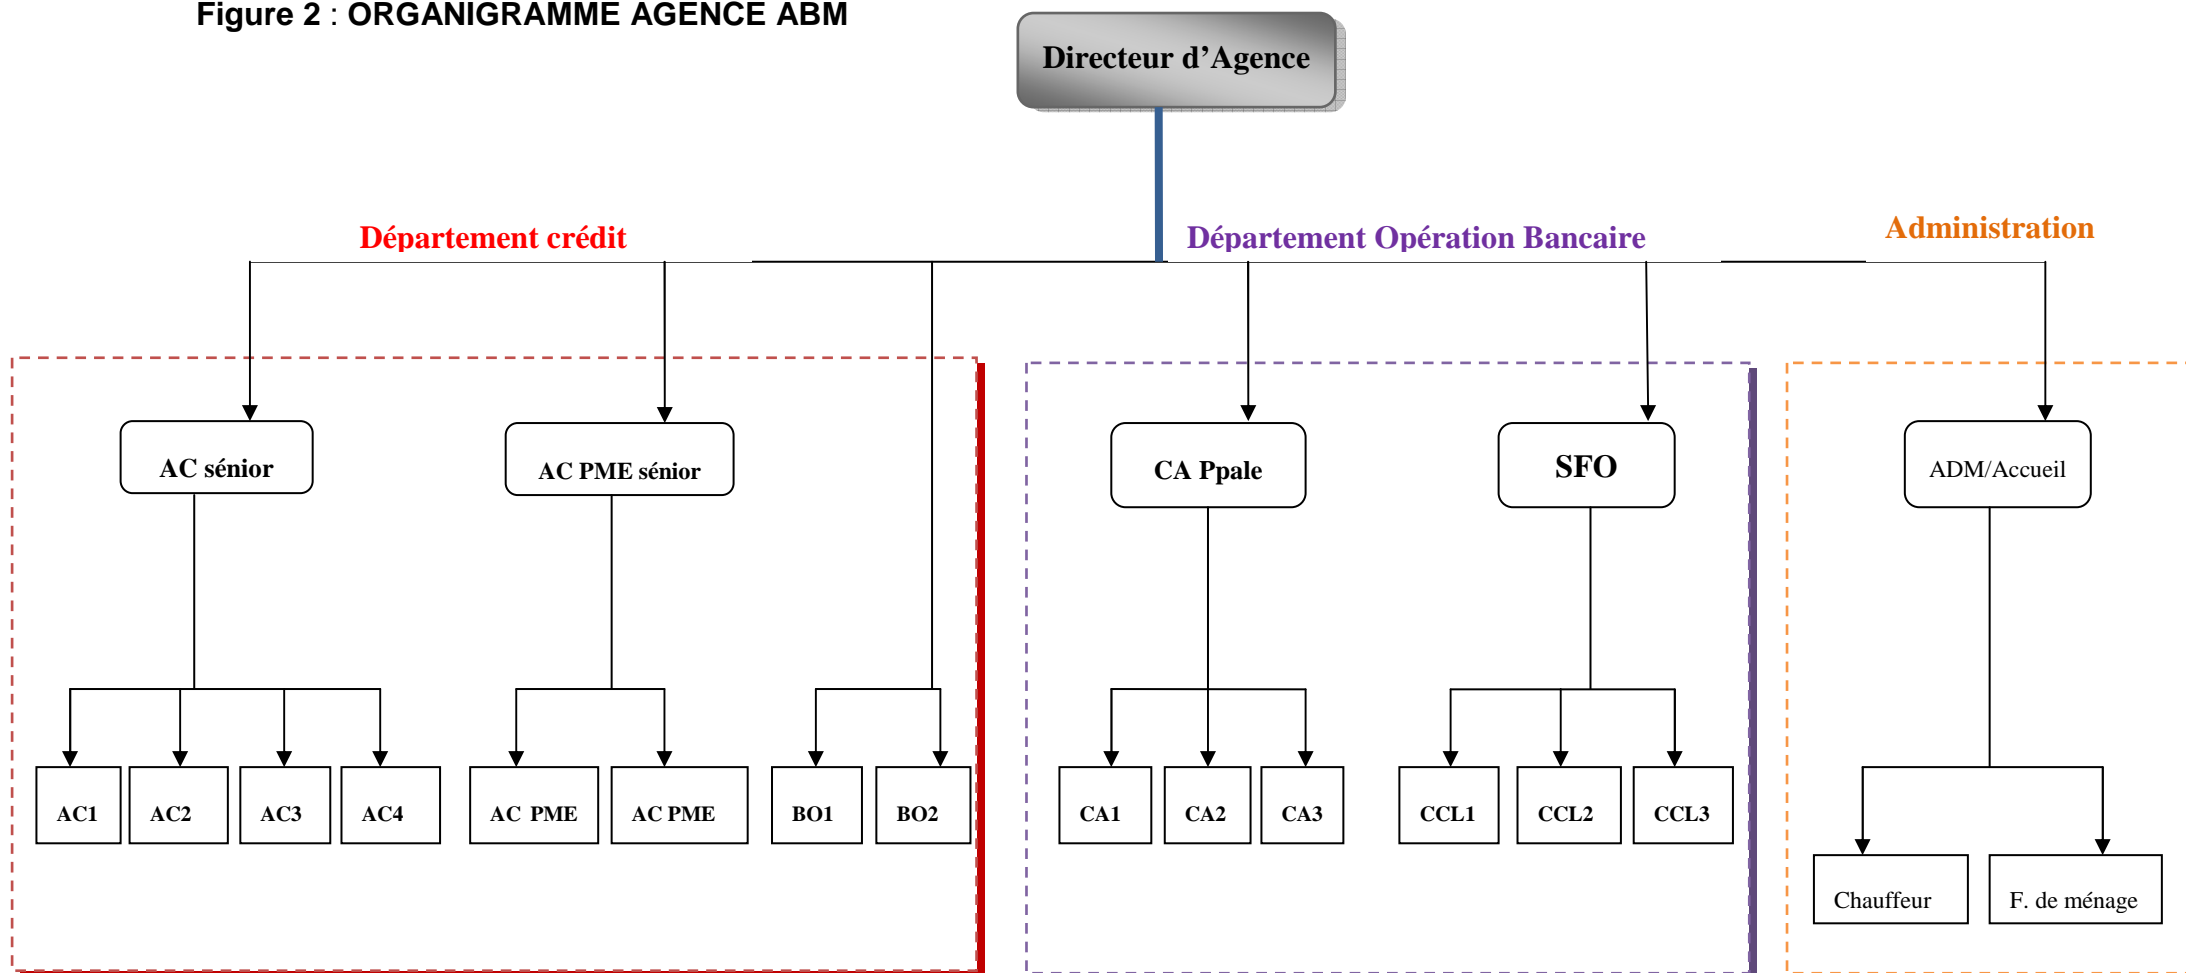 Figure 2 : ORGANIGRAMME AGENCE ABM
Directeur d’Agence
Département crédit
Département Opération Bancaire
Administration
AC sénior
AC PME sénior
CA Ppale
SFO
ADM/Accueil
AC1
AC2
AC3
AC4
AC PME
AC PME
BO1
BO2
CA1
CA2
CA3
CCL1
CCL2
CCL3
Chauffeur
F. de ménage